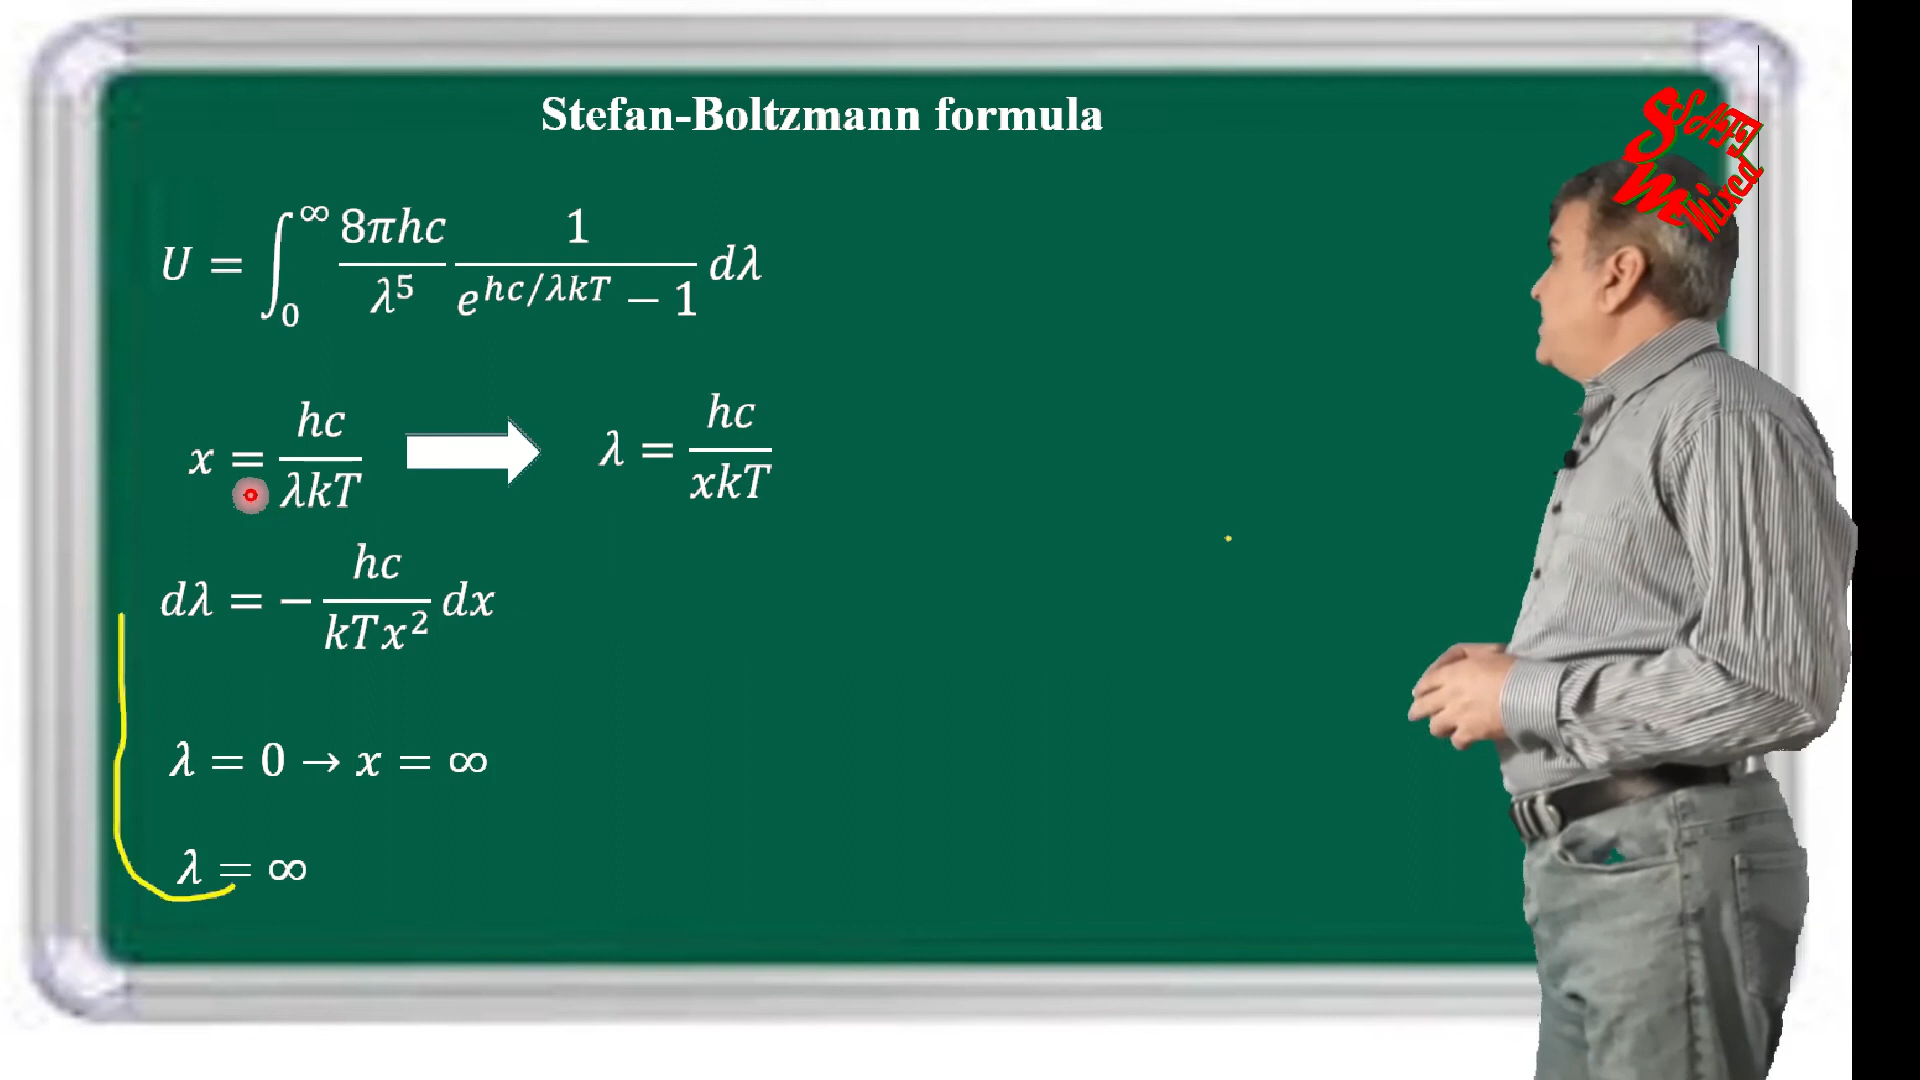 Stefan-Boltzmann formula
U = ∫₀^∞ 8πhc/λ⁵ 1/(e^{hc/λkT} − 1) dλ
x = hc/λkT ⇒ λ = hc/xkT
dλ = − hc/kTx² dx
λ = 0 → x = ∞
λ = ∞
Mixed